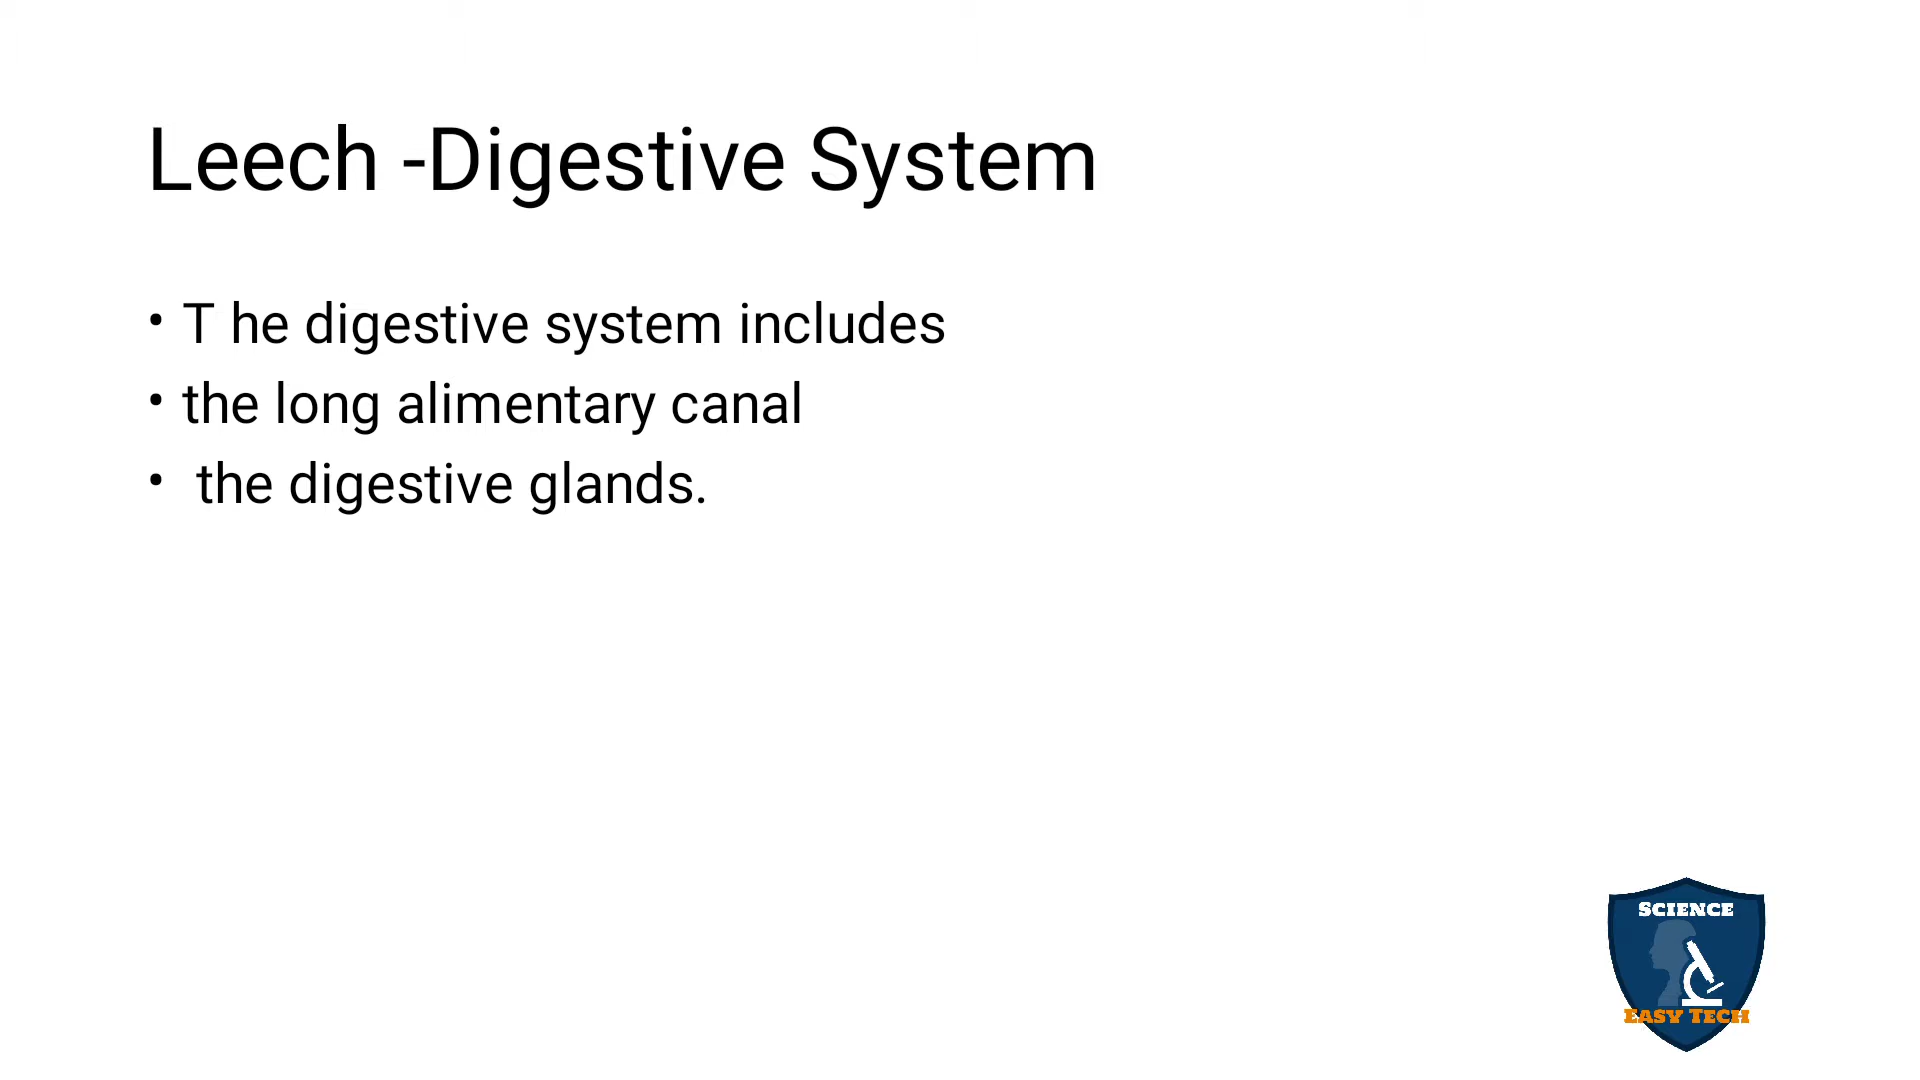 Leech -Digestive System
• T he digestive system includes
• the long alimentary canal
• the digestive glands.
SCIENCE
EASY TECH